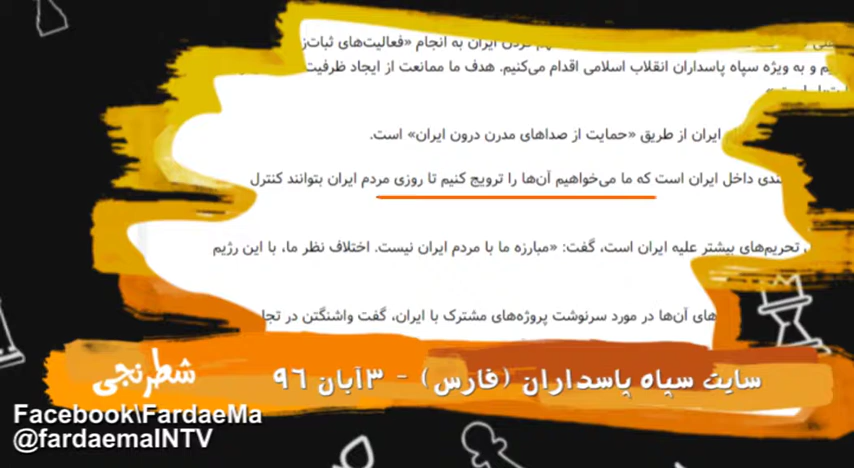 ایران به انجام «فعالیت‌های
و به ویژه سپاه پاسداران انقلاب اسلامی اقدام می‌کنیم. هدف ما ممانعت از ایجاد ظرفیت
ایران از طریق «حمایت از صداهای مدرن درون ایران» است.
داخل ایران است که ما می‌خواهیم آن‌ها را ترویج کنیم تا روزی مردم ایران بتوانند کنترل
تحریم‌های بیشتر علیه ایران است، گفت: «مبارزه ما با مردم ایران نیست. اختلاف نظر ما، با این رژیم
های آن‌ها در مورد سرنوشت پروژه‌های مشترک با ایران، گفت واشنگتن در
سایت سپاه پاسداران (فارس) - ۳ آبان ۹۶
شطرنجی
Facebook\FardaeMa
@fardaemaINTV